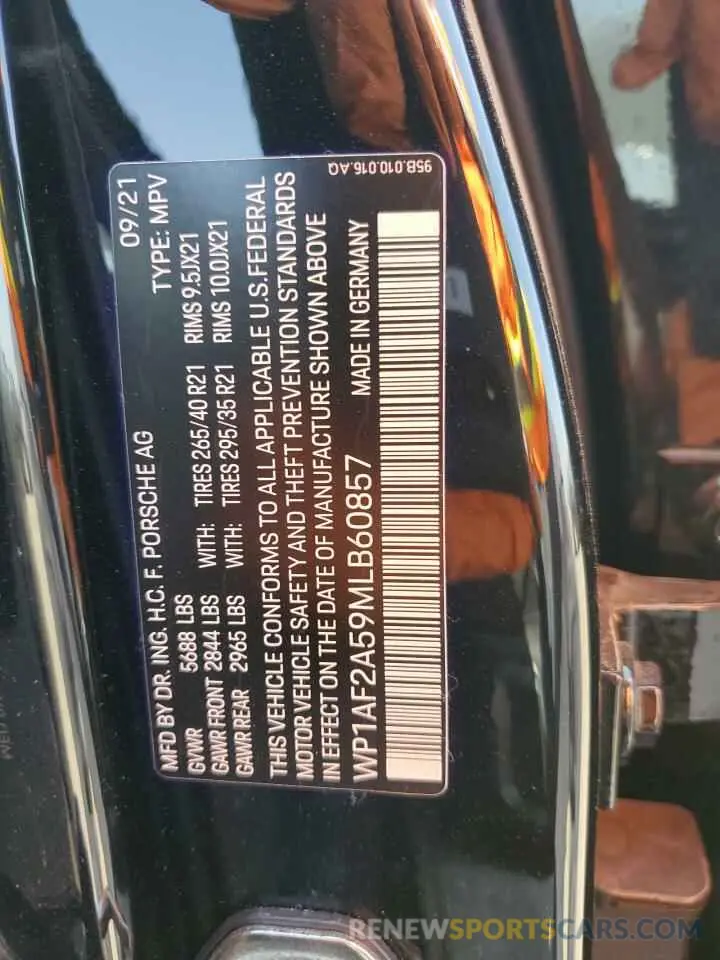 95B.010.016.AQ
09/21
MFD BY DR. ING. H.C. F. PORSCHE AG TYPE: MPV
GVWR 5688 LBS
GAWR FRONT 2844 LBS WITH: TIRES 265/40 R21 RIMS 9.5JX21
GAWR REAR 2965 LBS WITH: TIRES 295/35 R21 RIMS 10.0JX21
THIS VEHICLE CONFORMS TO ALL APPLICABLE U.S.FEDERAL
MOTOR VEHICLE SAFETY AND THEFT PREVENTION STANDARDS
IN EFFECT ON THE DATE OF MANUFACTURE SHOWN ABOVE
WP1AF2A59MLB60857 MADE IN GERMANY
RENEWSPORTSCARS.COM